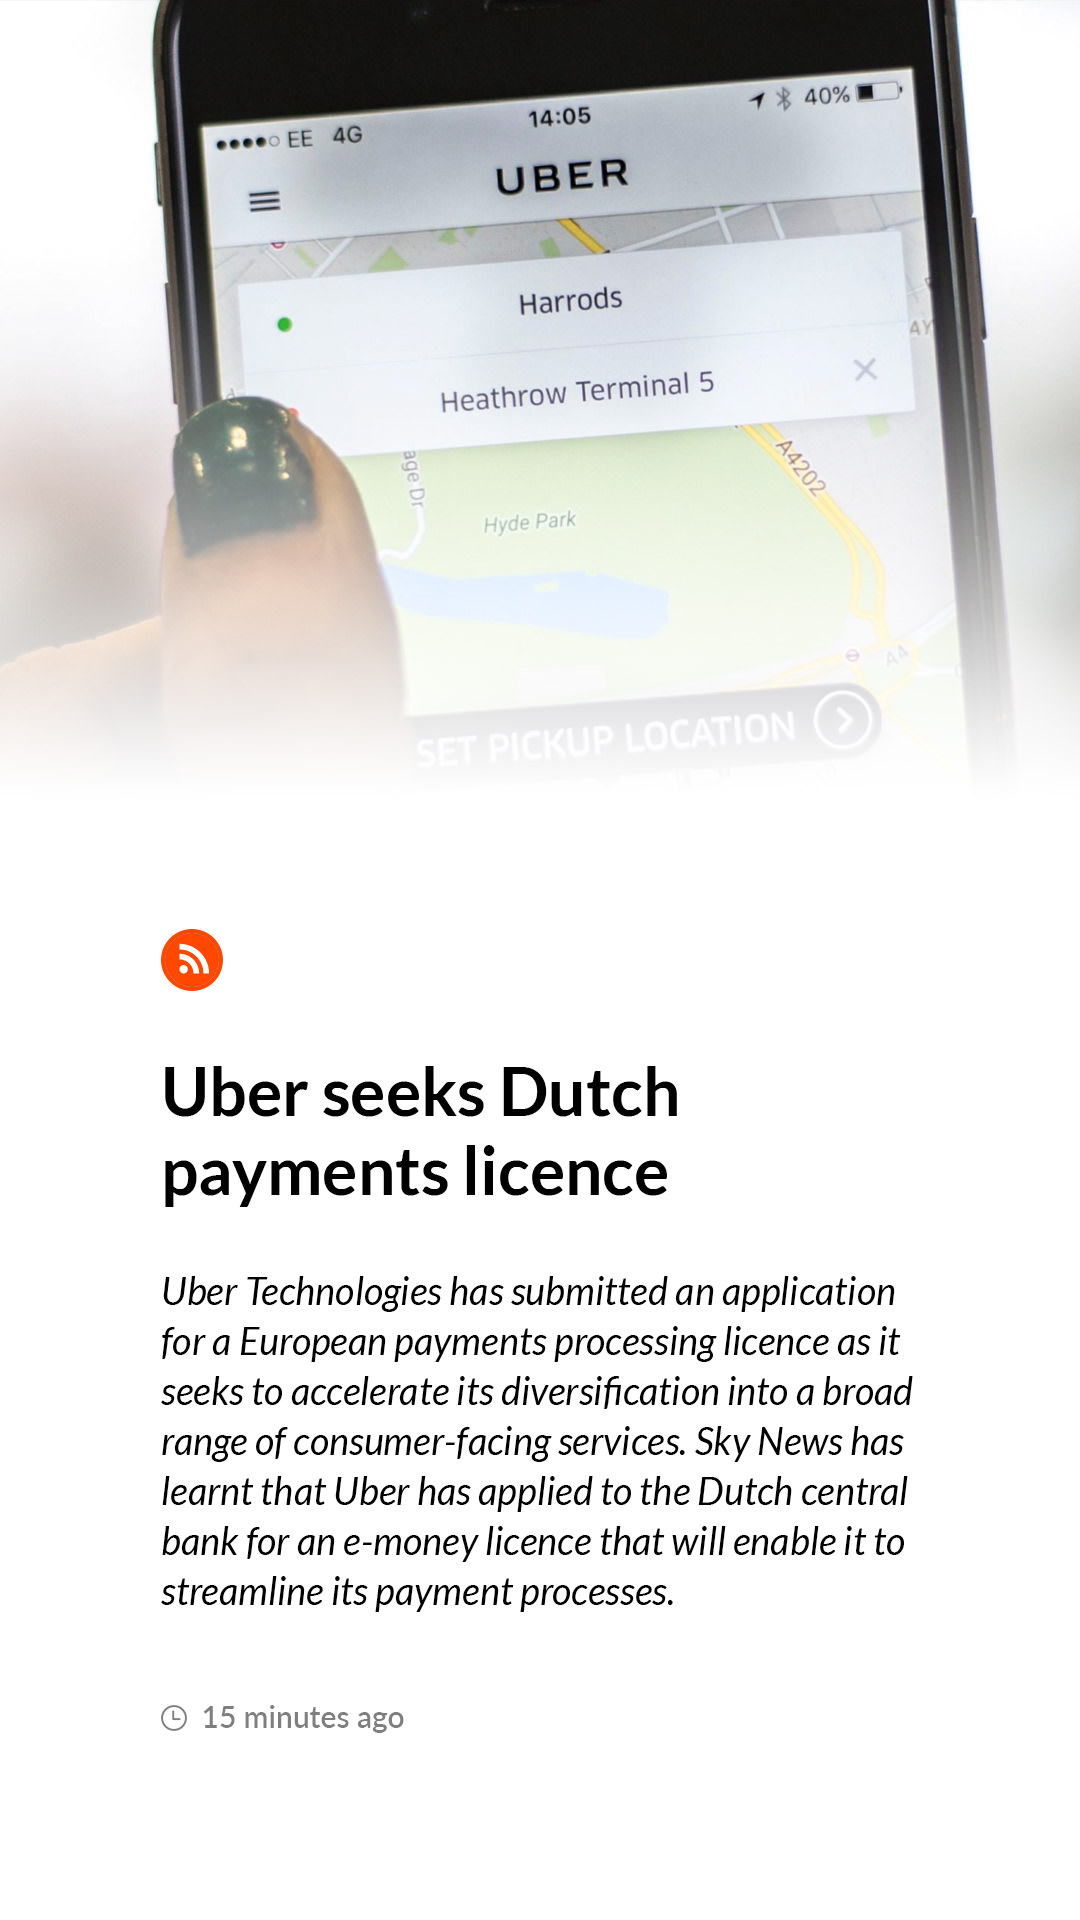 EE 4G 14:05 40%
UBER
Harrods
Heathrow Terminal 5
A4202
Hyde Park
A4
SET PICKUP LOCATION
Uber seeks Dutch
payments licence
Uber Technologies has submitted an application
for a European payments processing licence as it
seeks to accelerate its diversification into a broad
range of consumer-facing services. Sky News has
learnt that Uber has applied to the Dutch central
bank for an e-money licence that will enable it to
streamline its payment processes.
15 minutes ago